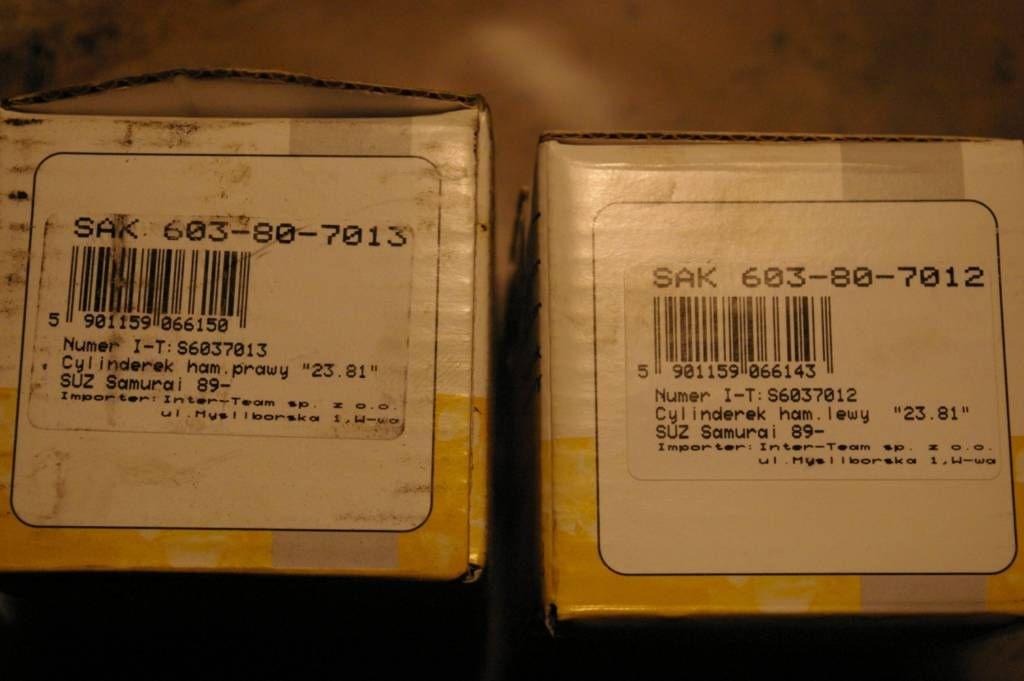 SAK 603-80-7013
5 901159 066150
Numer I-T: S6037013
Cylinderek ham.prawy "23.81"
SUZ Samurai 89-
Importer: Inter-Team sp. z o.o.
ul.Mysliborska 1,W-wa
SAK 603-80-7012
5 901159 066143
Numer I-T: S6037012
Cylinderek ham.lewy "23.81"
SUZ Samurai 89-
Importer: Inter-Team sp. z o.o.
ul.Mysliborska 1,W-wa